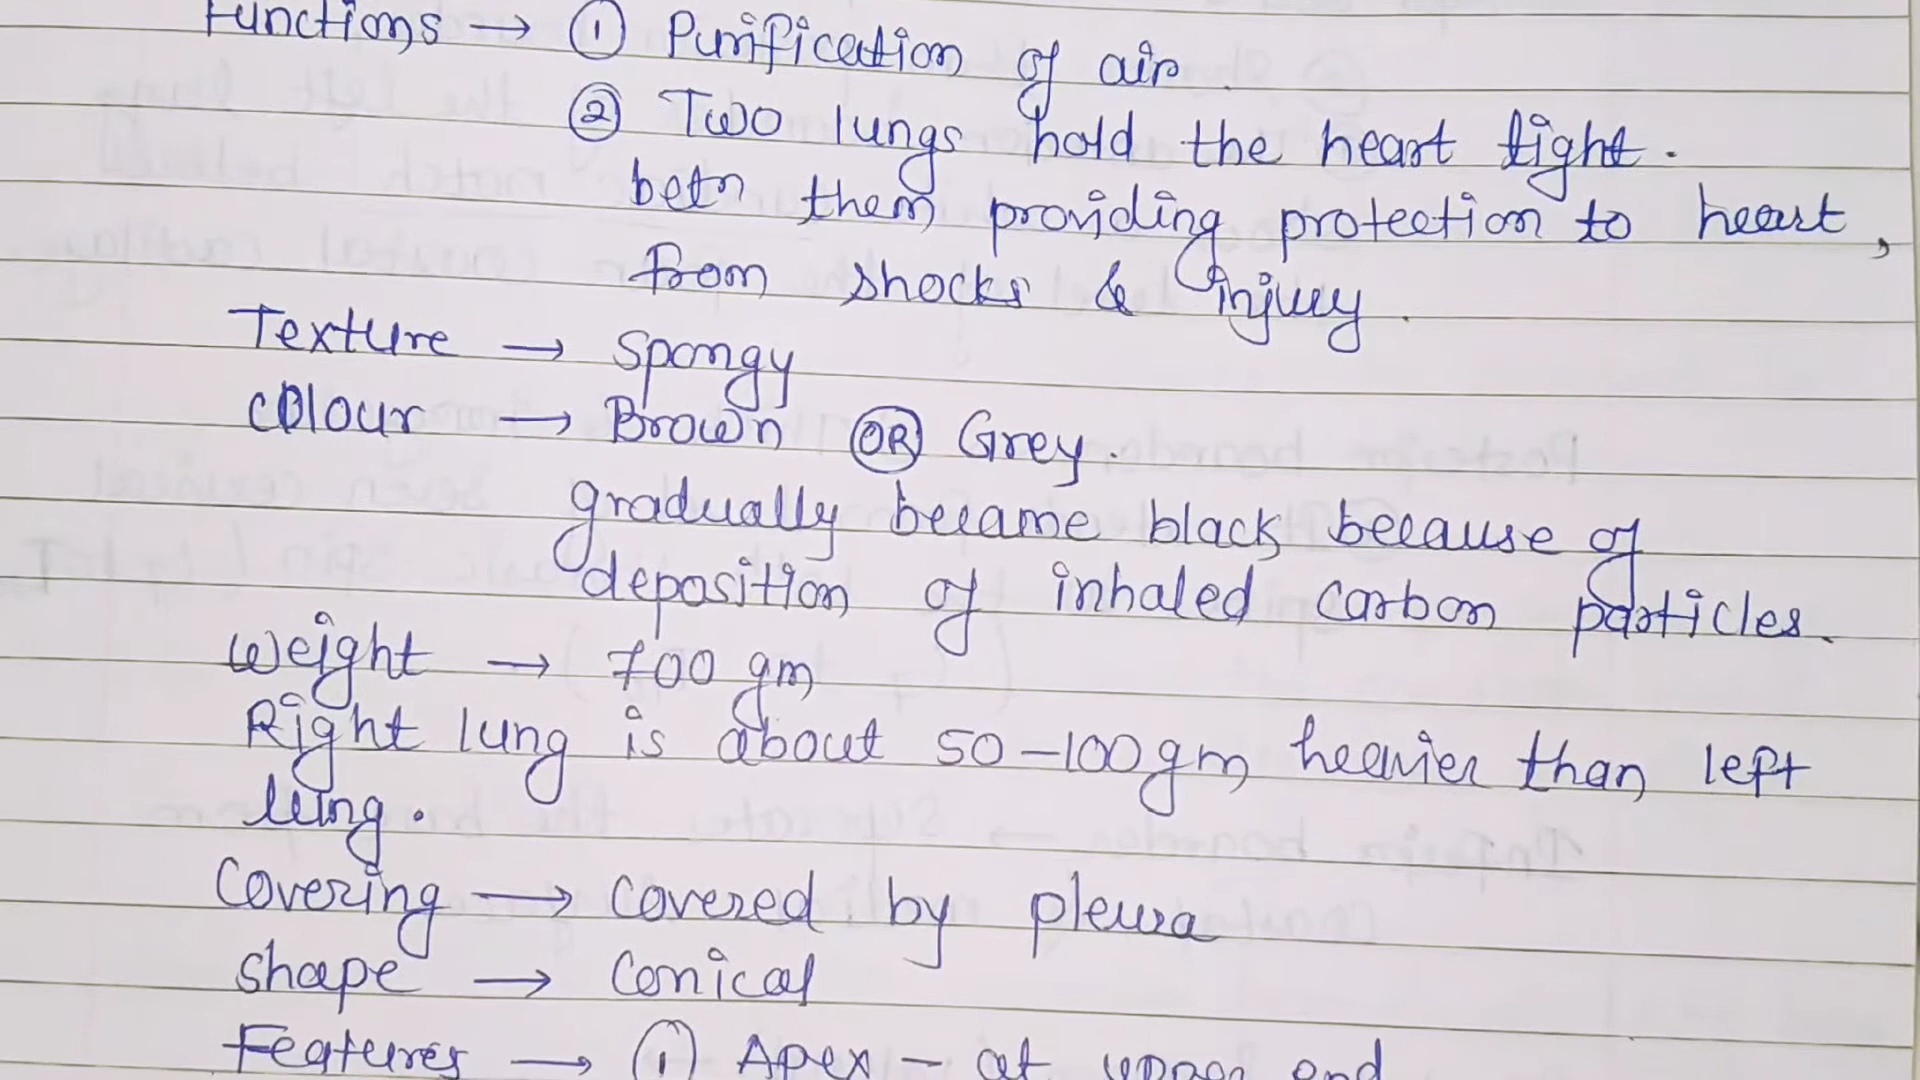 Functions → ① Purification of air.
② Two lungs hold the heart tight.
betn them providing protection to heart,
from shocks & injury.
Texture → Spongy
colour → Brown OR Grey.
gradually became black because of
deposition of inhaled carbon particles.
Weight → 700 gm
Right lung is about 50-100gm heavier than left
lung.
Covering → covered by pleura
shape → Conical
Features → ① Apex - at upper end